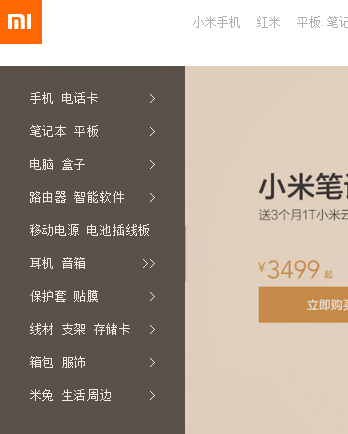 mi
小米手机 红米 平板·笔记
手机 电话卡
笔记本 平板
电脑 盒子
路由器 智能软件
移动电源 电池插线板
耳机 音箱
保护套 贴膜
线材 支架 存储卡
箱包 服饰
米兔 生活周边
小米笔
送3个月1T小米云
¥3499起
立即购